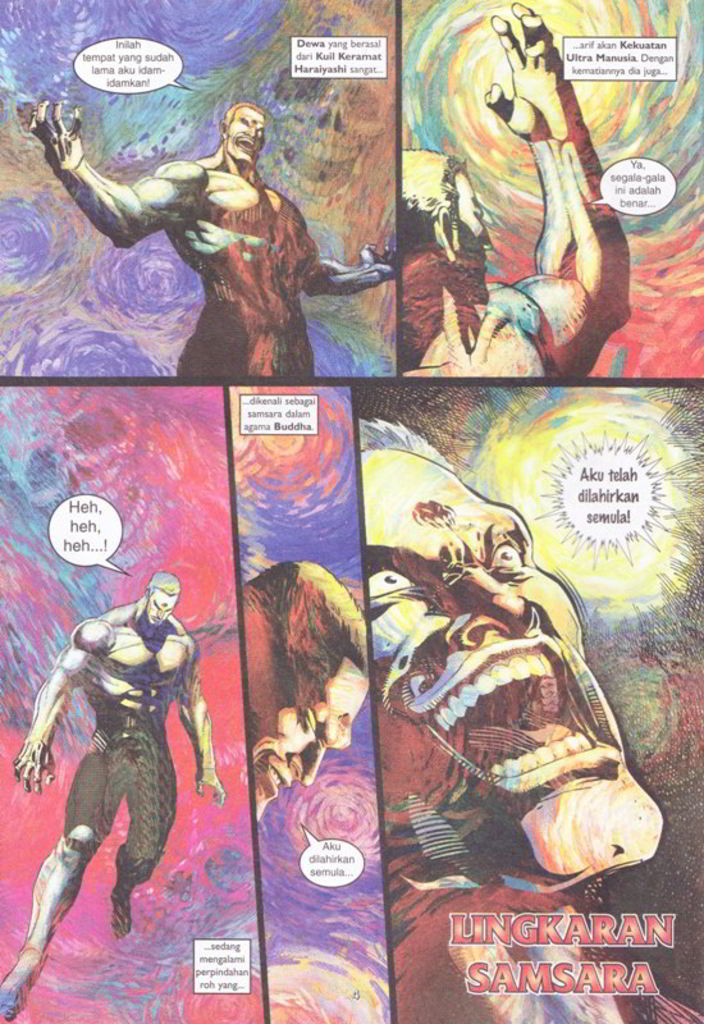 Inilah
tempat yang sudah
lama aku idam-
idamkan!
Dewa yang berasal
dari Kuil Keramat
Haraiyashi sangat...
...arif akan Kekuatan
Ultra Manusia. Dengan
kematiannya dia juga...
Ya,
segala-gala
ini adalah
benar...
Heh,
heh,
heh...!
...sedang
mengalami
perpindahan
roh yang...
...dikenali sebagai
samsara dalam
agama Buddha.
Aku
dilahirkan
semula...
Aku telah
dilahirkan
semula!
LINGKARAN
SAMSARA
4